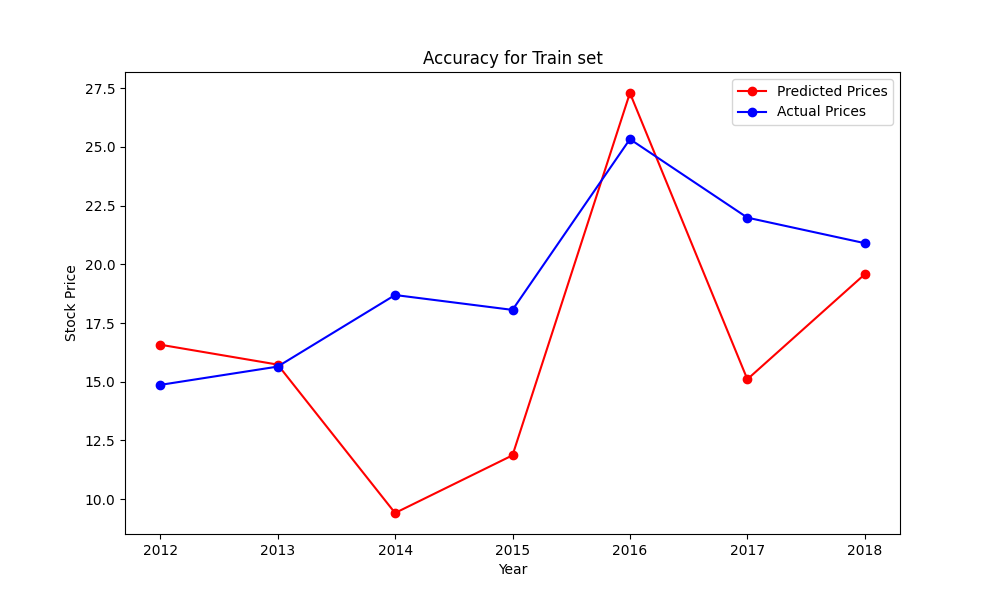 Accuracy for Train set
Predicted Prices
Actual Prices
27.5
25.0
22.5
20.0
17.5
15.0
12.5
10.0
Stock Price
2012 2013 2014 2015 2016 2017 2018
Year